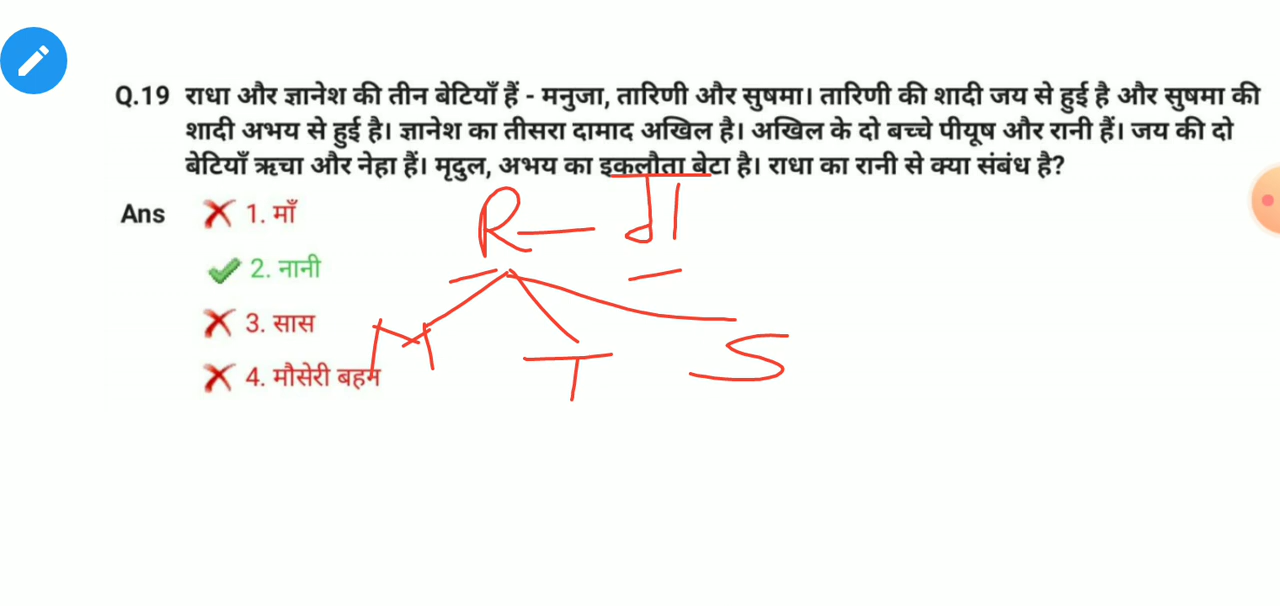 Q.19 राधा और ज्ञानेश की तीन बेटियाँ हैं - मनुजा, तारिणी और सुषमा। तारिणी की शादी जय से हुई है और सुषमा की
शादी अभय से हुई है। ज्ञानेश का तीसरा दामाद अखिल है। अखिल के दो बच्चे पीयूष और रानी हैं। जय की दो
बेटियाँ ऋचा और नेहा हैं। मृदुल, अभय का इकलौता बेटा है। राधा का रानी से क्या संबंध है?
Ans 1. माँ
2. नानी
3. सास
4. मौसेरी बहन
R
M T S